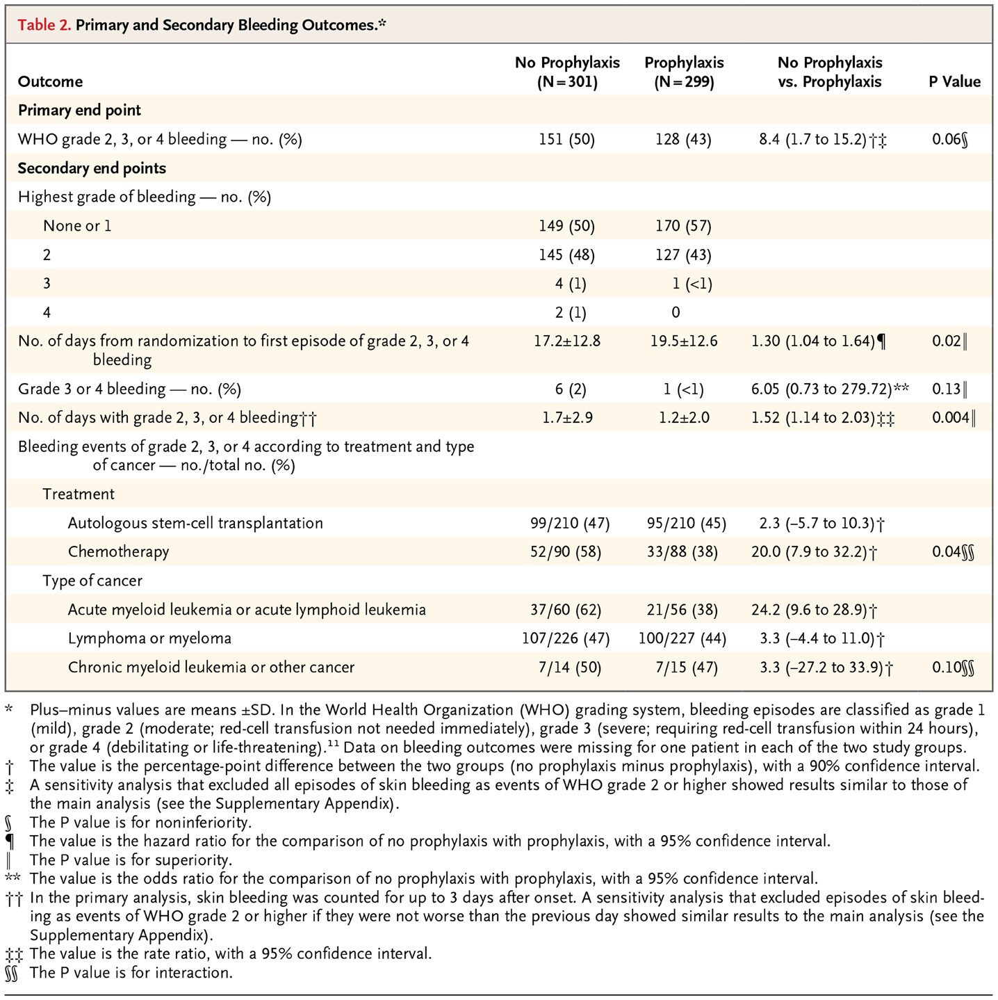 Table 2. Primary and Secondary Bleeding Outcomes.*
Outcome No Prophylaxis (N=301) Prophylaxis (N=299) No Prophylaxis vs. Prophylaxis P Value
Primary end point
WHO grade 2, 3, or 4 bleeding — no. (%) 151 (50) 128 (43) 8.4 (1.7 to 15.2)†‡ 0.06§
Secondary end points
Highest grade of bleeding — no. (%)
None or 1 149 (50) 170 (57)
2 145 (48) 127 (43)
3 4 (1) 1 (<1)
4 2 (1) 0
No. of days from randomization to first episode of grade 2, 3, or 4 17.2±12.8 19.5±12.6 1.30 (1.04 to 1.64)¶ 0.02‖
bleeding
Grade 3 or 4 bleeding — no. (%) 6 (2) 1 (<1) 6.05 (0.73 to 279.72)** 0.13‖
No. of days with grade 2, 3, or 4 bleeding†† 1.7±2.9 1.2±2.0 1.52 (1.14 to 2.03)‡‡ 0.004‖
Bleeding events of grade 2, 3, or 4 according to treatment and type
of cancer — no./total no. (%)
Treatment
Autologous stem-cell transplantation 99/210 (47) 95/210 (45) 2.3 (–5.7 to 10.3)†
Chemotherapy 52/90 (58) 33/88 (38) 20.0 (7.9 to 32.2)† 0.04§§
Type of cancer
Acute myeloid leukemia or acute lymphoid leukemia 37/60 (62) 21/56 (38) 24.2 (9.6 to 28.9)†
Lymphoma or myeloma 107/226 (47) 100/227 (44) 3.3 (–4.4 to 11.0)†
Chronic myeloid leukemia or other cancer 7/14 (50) 7/15 (47) 3.3 (–27.2 to 33.9)† 0.10§§
* Plus–minus values are means ±SD. In the World Health Organization (WHO) grading system, bleeding episodes are classified as grade 1
(mild), grade 2 (moderate; red-cell transfusion not needed immediately), grade 3 (severe; requiring red-cell transfusion within 24 hours),
or grade 4 (debilitating or life-threatening).¹¹ Data on bleeding outcomes were missing for one patient in each of the two study groups.
† The value is the percentage-point difference between the two groups (no prophylaxis minus prophylaxis), with a 90% confidence interval.
‡ A sensitivity analysis that excluded all episodes of skin bleeding as events of WHO grade 2 or higher showed results similar to those of
the main analysis (see the Supplementary Appendix).
§ The P value is for noninferiority.
¶ The value is the hazard ratio for the comparison of no prophylaxis with prophylaxis, with a 95% confidence interval.
‖ The P value is for superiority.
** The value is the odds ratio for the comparison of no prophylaxis with prophylaxis, with a 95% confidence interval.
†† In the primary analysis, skin bleeding was counted for up to 3 days after onset. A sensitivity analysis that excluded episodes of skin bleed-
ing as events of WHO grade 2 or higher if they were not worse than the previous day showed similar results to the main analysis (see the
Supplementary Appendix).
‡‡ The value is the rate ratio, with a 95% confidence interval.
§§ The P value is for interaction.